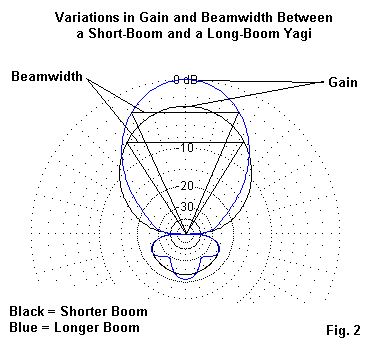 Variations in Gain and Beamwidth Between
a Short-Boom and a Long-Boom Yagi
Beamwidth
0 dB
Gain
-10
-20
-30
Black = Shorter Boom
Blue = Longer Boom
Fig. 2